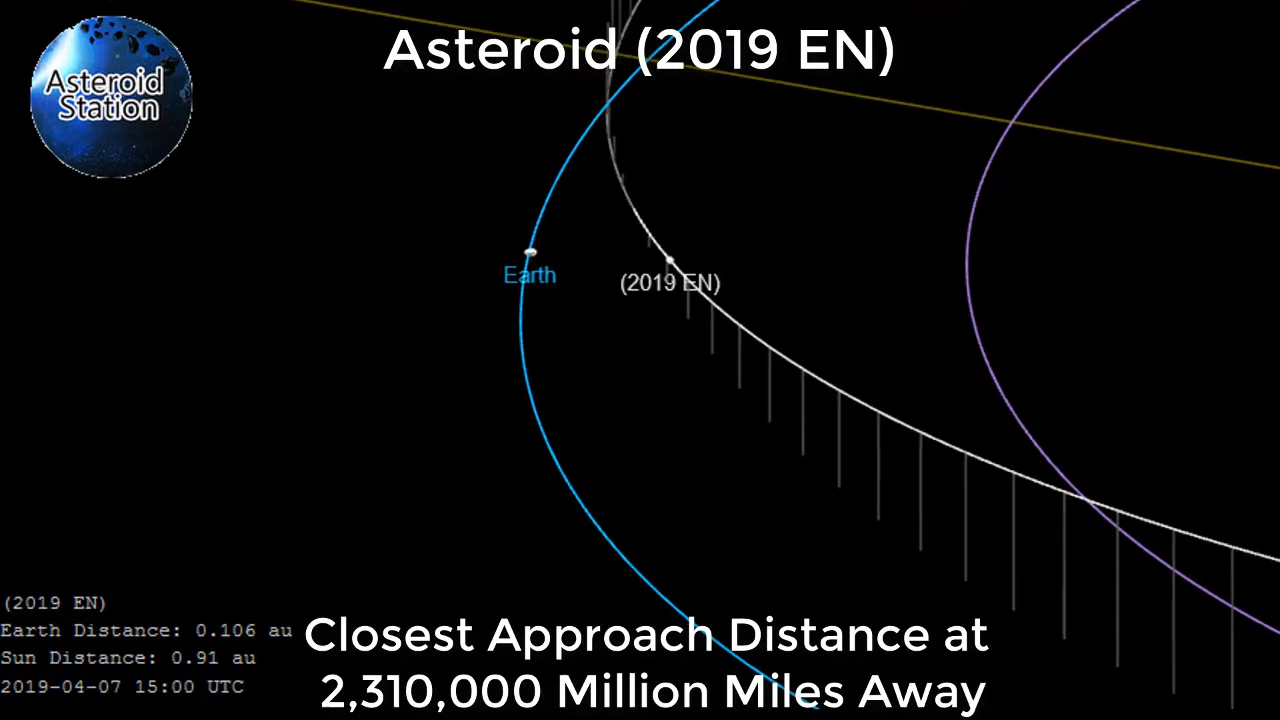 Asteroid (2019 EN)
Asteroid
Station
Earth
(2019 EN)
(2019 EN)
Earth Distance: 0.106 au
Sun Distance: 0.91 au
2019-04-07 15:00 UTC
Closest Approach Distance at
2,310,000 Million Miles Away